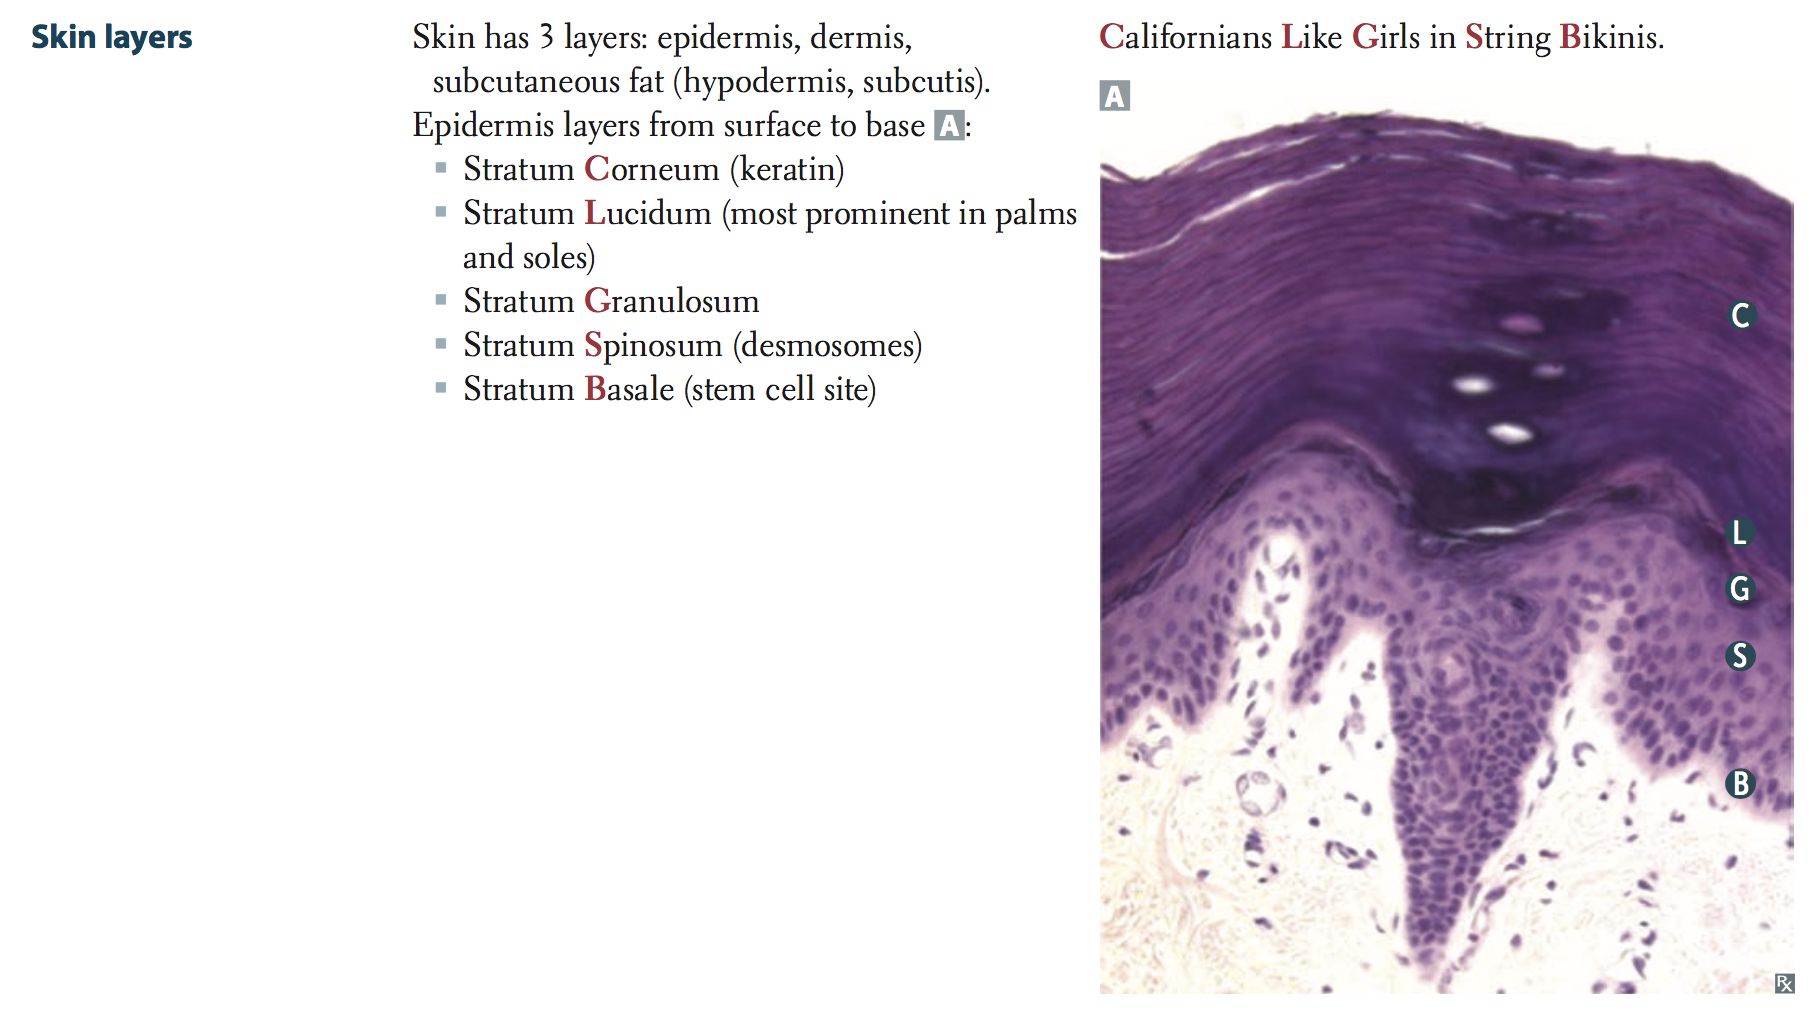 Skin layers
Skin has 3 layers: epidermis, dermis,
subcutaneous fat (hypodermis, subcutis).
Epidermis layers from surface to base A:
Stratum Corneum (keratin)
Stratum Lucidum (most prominent in palms
and soles)
Stratum Granulosum
Stratum Spinosum (desmosomes)
Stratum Basale (stem cell site)
Californians Like Girls in String Bikinis.
A
C
L
G
S
B
Rx